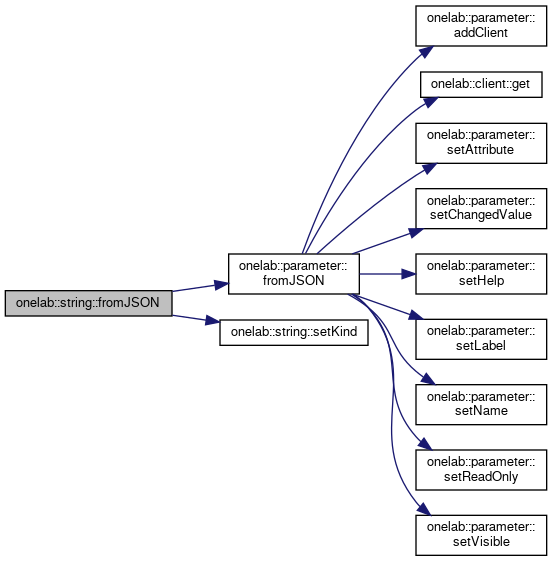 onelab::string::fromJSON
onelab::parameter::
fromJSON
onelab::string::setKind
onelab::parameter::
addClient
onelab::client::get
onelab::parameter::
setAttribute
onelab::parameter::
setChangedValue
onelab::parameter::
setHelp
onelab::parameter::
setLabel
onelab::parameter::
setName
onelab::parameter::
setReadOnly
onelab::parameter::
setVisible